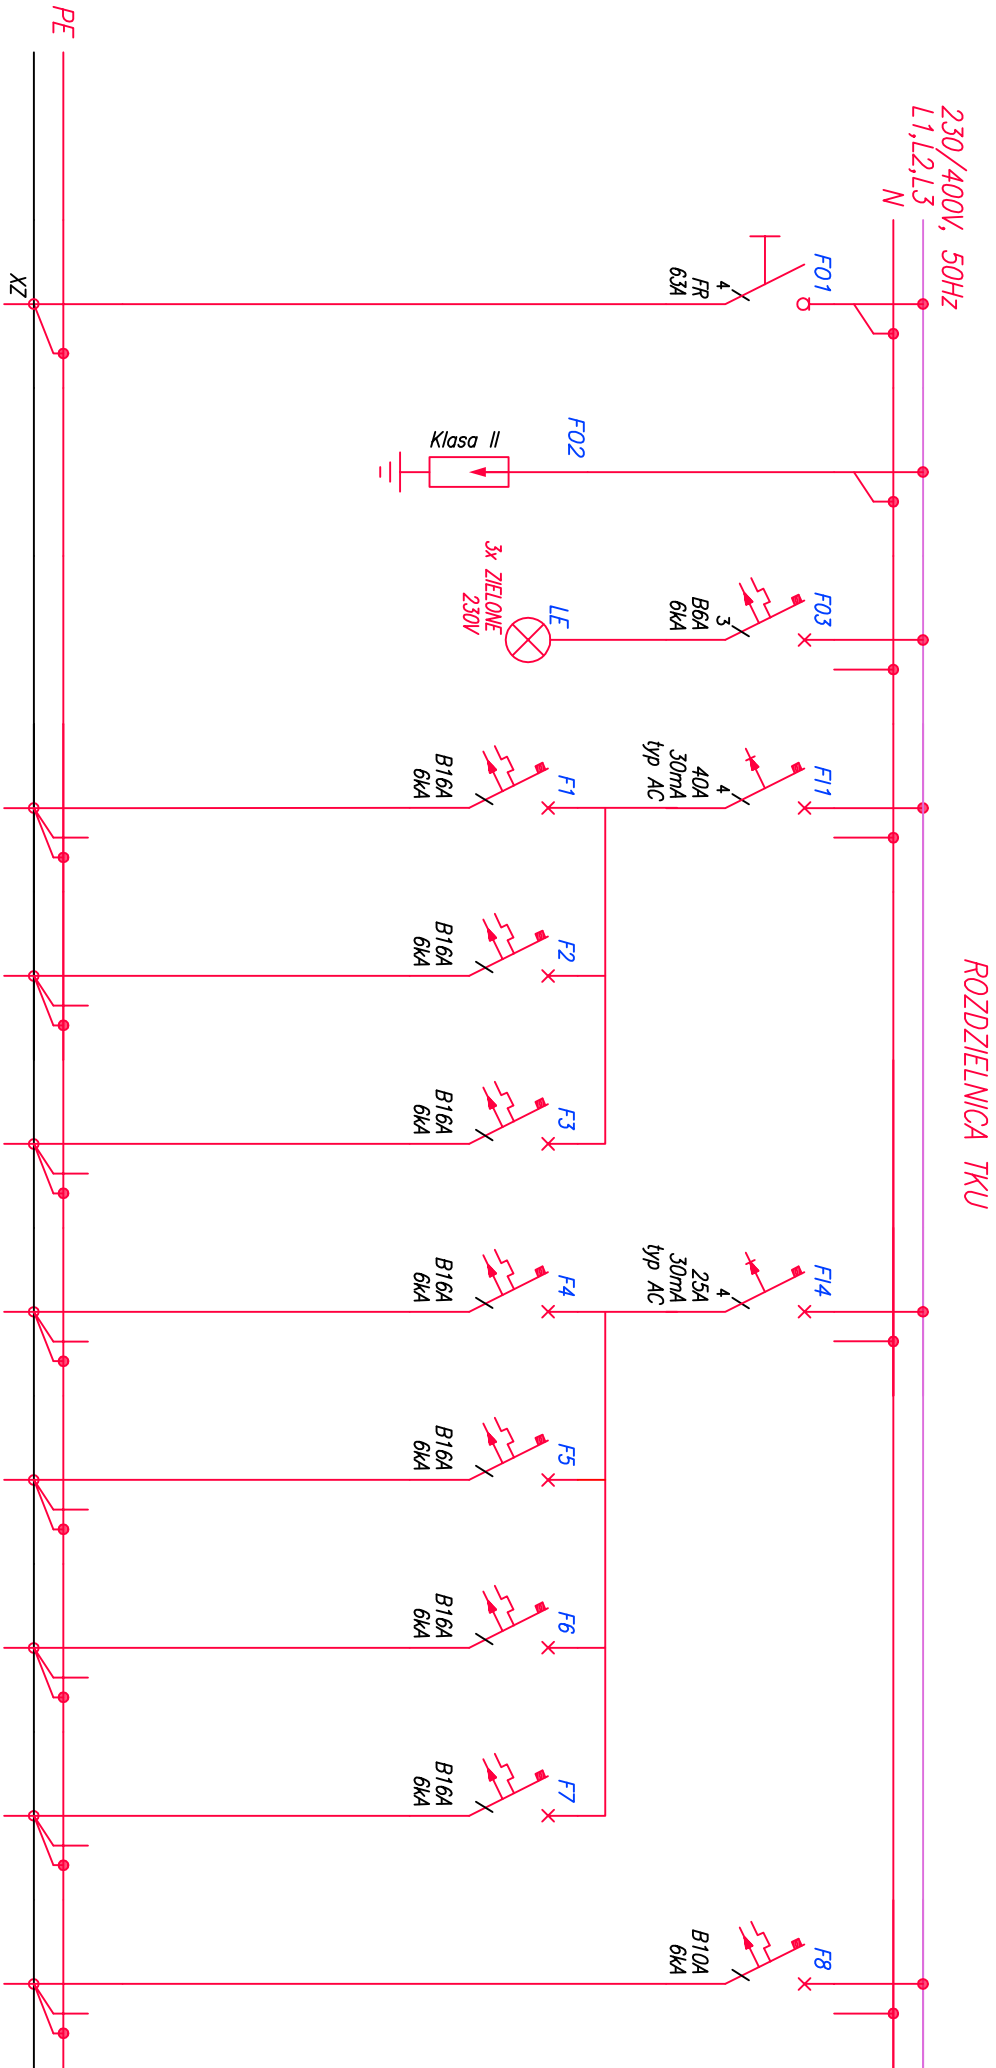 ROZDZIELNICA TKU
230/400V, 50Hz
L1,L2,L3
N
F01
4
FR
63A
F02
Klasa II
F03
3
B6A
6kA
LE
3x ZIELONE
230V
FI1
4
40A
30mA
typ AC
F1
B16A
6kA
F2
B16A
6kA
F3
B16A
6kA
FI4
4
25A
30mA
typ AC
F4
B16A
6kA
F5
B16A
6kA
F6
B16A
6kA
F7
B16A
6kA
F8
B10A
6kA
PE
XZ